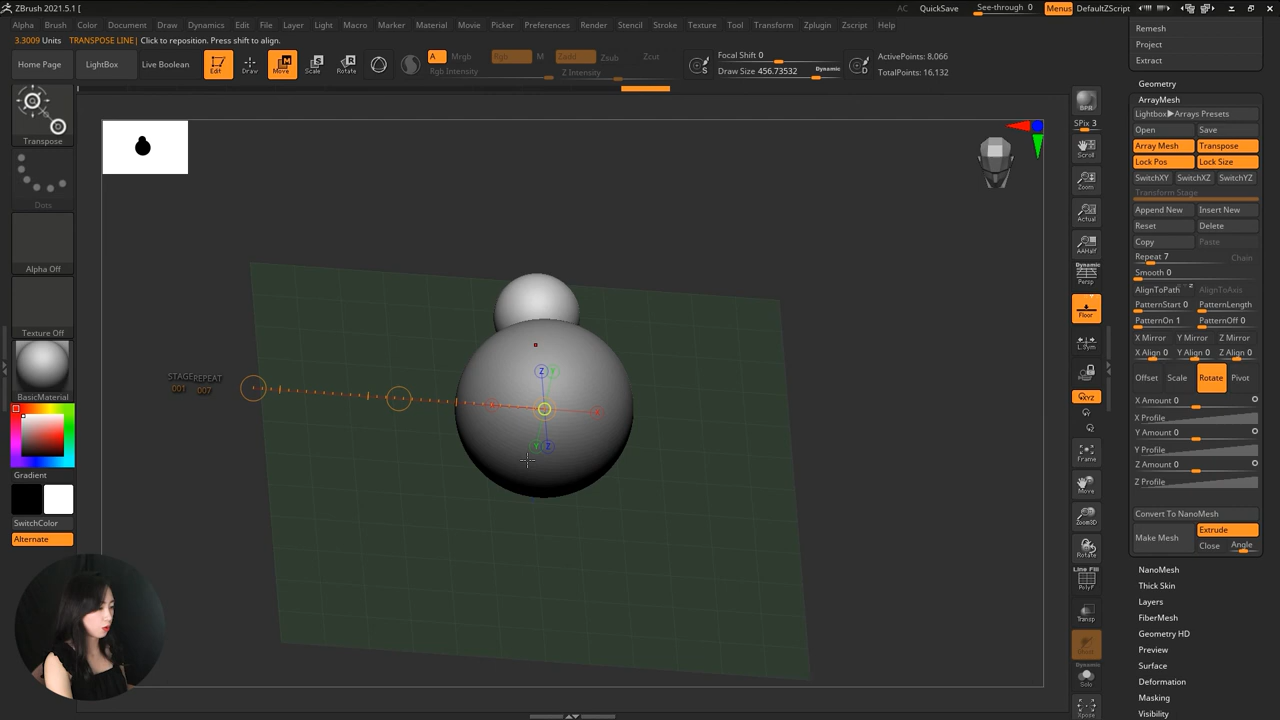 ZBrush 2021.5.1 [
AC QuickSave See-through 0 Menus DefaultZScript
Alpha Brush Color Document Draw Dynamics Edit File Layer Light Macro Marker Material Movie Picker Preferences Render Stencil Stroke Texture Tool Transform Zplugin Zscript Help
3.3009 Units TRANSPOSE LINE| Click to reposition. Press shift to align.
Home Page LightBox Live Boolean Edit Draw Move Scale Rotate
A Mrgb Rgb M Zadd Zsub Zcut
Rgb Intensity Z Intensity
Focal Shift 0
Draw Size 456.73532 Dynamic
ActivePoints: 8,066
TotalPoints: 16,132
Transpose
Dots
Alpha Off
Texture Off
BasicMaterial
Gradient
SwitchColor
Alternate
STAGE REPEAT
001 007
Z Y
X
Y Z
BPR
SPix 3
Scroll
Zoom
Actual
AAHalf
Dynamic
Persp
Floor
L.Sym
XYZ
Frame
Move
Zoom3D
Rotate
Line Fill
PolyF
Transp
Ghost
Dynamic
Solo
Xpose
Remesh
Project
Extract
Geometry
ArrayMesh
Lightbox▶Arrays Presets
Open Save
Array Mesh Transpose
Lock Pos Lock Size
SwitchXY SwitchXZ SwitchYZ
Transform Stage
Append New Insert New
Reset Delete
Copy Paste
Repeat 7 Chain
Smooth 0
AlignToPath AlignToAxis
PatternStart 0 PatternLength
PatternOn 1 PatternOff 0
X Mirror Y Mirror Z Mirror
X Align 0 Y Align 0 Z Align 0
Offset Scale Rotate Pivot
X Amount 0
X Profile
Y Amount 0
Y Profile
Z Amount 0
Z Profile
Convert To NanoMesh
Make Mesh Extrude
Close Angle
NanoMesh
Thick Skin
Layers
FiberMesh
Geometry HD
Preview
Surface
Deformation
Masking
Visibility